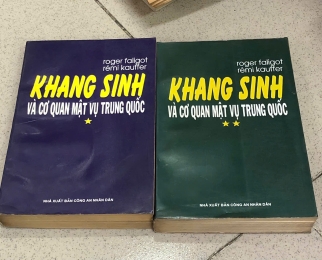 roger faligot
rémi kauffer
KHANG SINH
VÀ CƠ QUAN MẬT VỤ TRUNG QUỐC
★
NHÀ XUẤT BẢN CÔNG AN NHÂN DÂN
roger faligot
rémi kauffer
KHANG SINH
VÀ CƠ QUAN MẬT VỤ TRUNG QUỐC
★★
NHÀ XUẤT BẢN CÔNG AN NHÂN DÂN